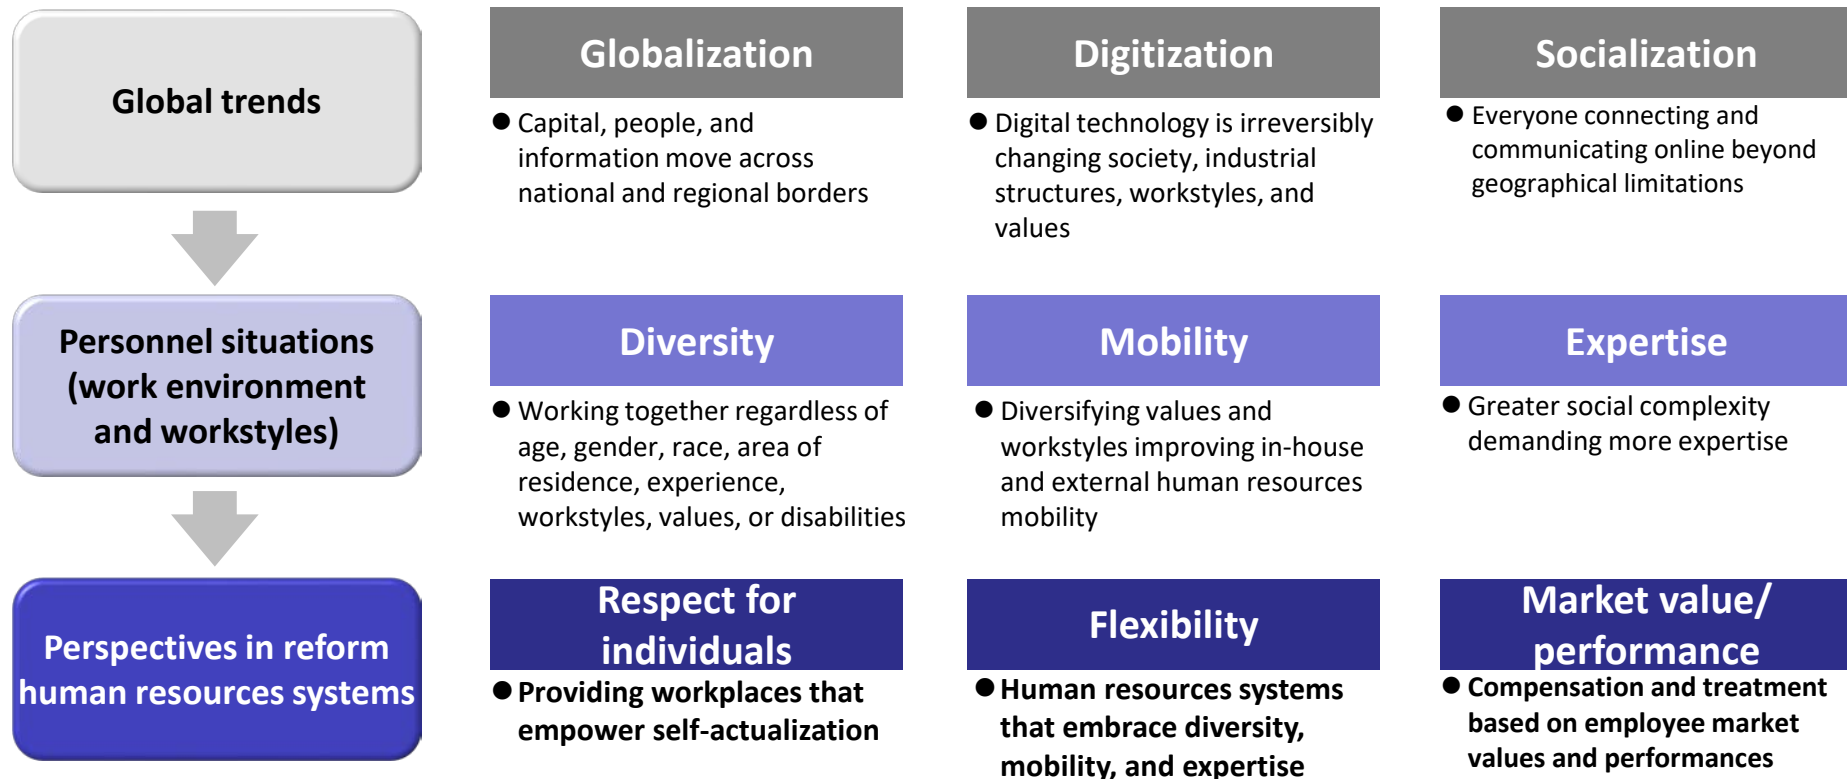 Global trends
Globalization
● Capital, people, and
information move across
national and regional borders
Digitization
● Digital technology is irreversibly
changing society, industrial
structures, workstyles, and
values
Socialization
● Everyone connecting and
communicating online beyond
geographical limitations
Personnel situations
(work environment
and workstyles)
Diversity
● Working together regardless of
age, gender, race, area of
residence, experience,
workstyles, values, or disabilities
Mobility
● Diversifying values and
workstyles improving in-house
and external human resources
mobility
Expertise
● Greater social complexity
demanding more expertise
Perspectives in reform
human resources systems
Respect for
individuals
● Providing workplaces that
empower self-actualization
Flexibility
● Human resources systems
that embrace diversity,
mobility, and expertise
Market value/
performance
● Compensation and treatment
based on employee market
values and performances